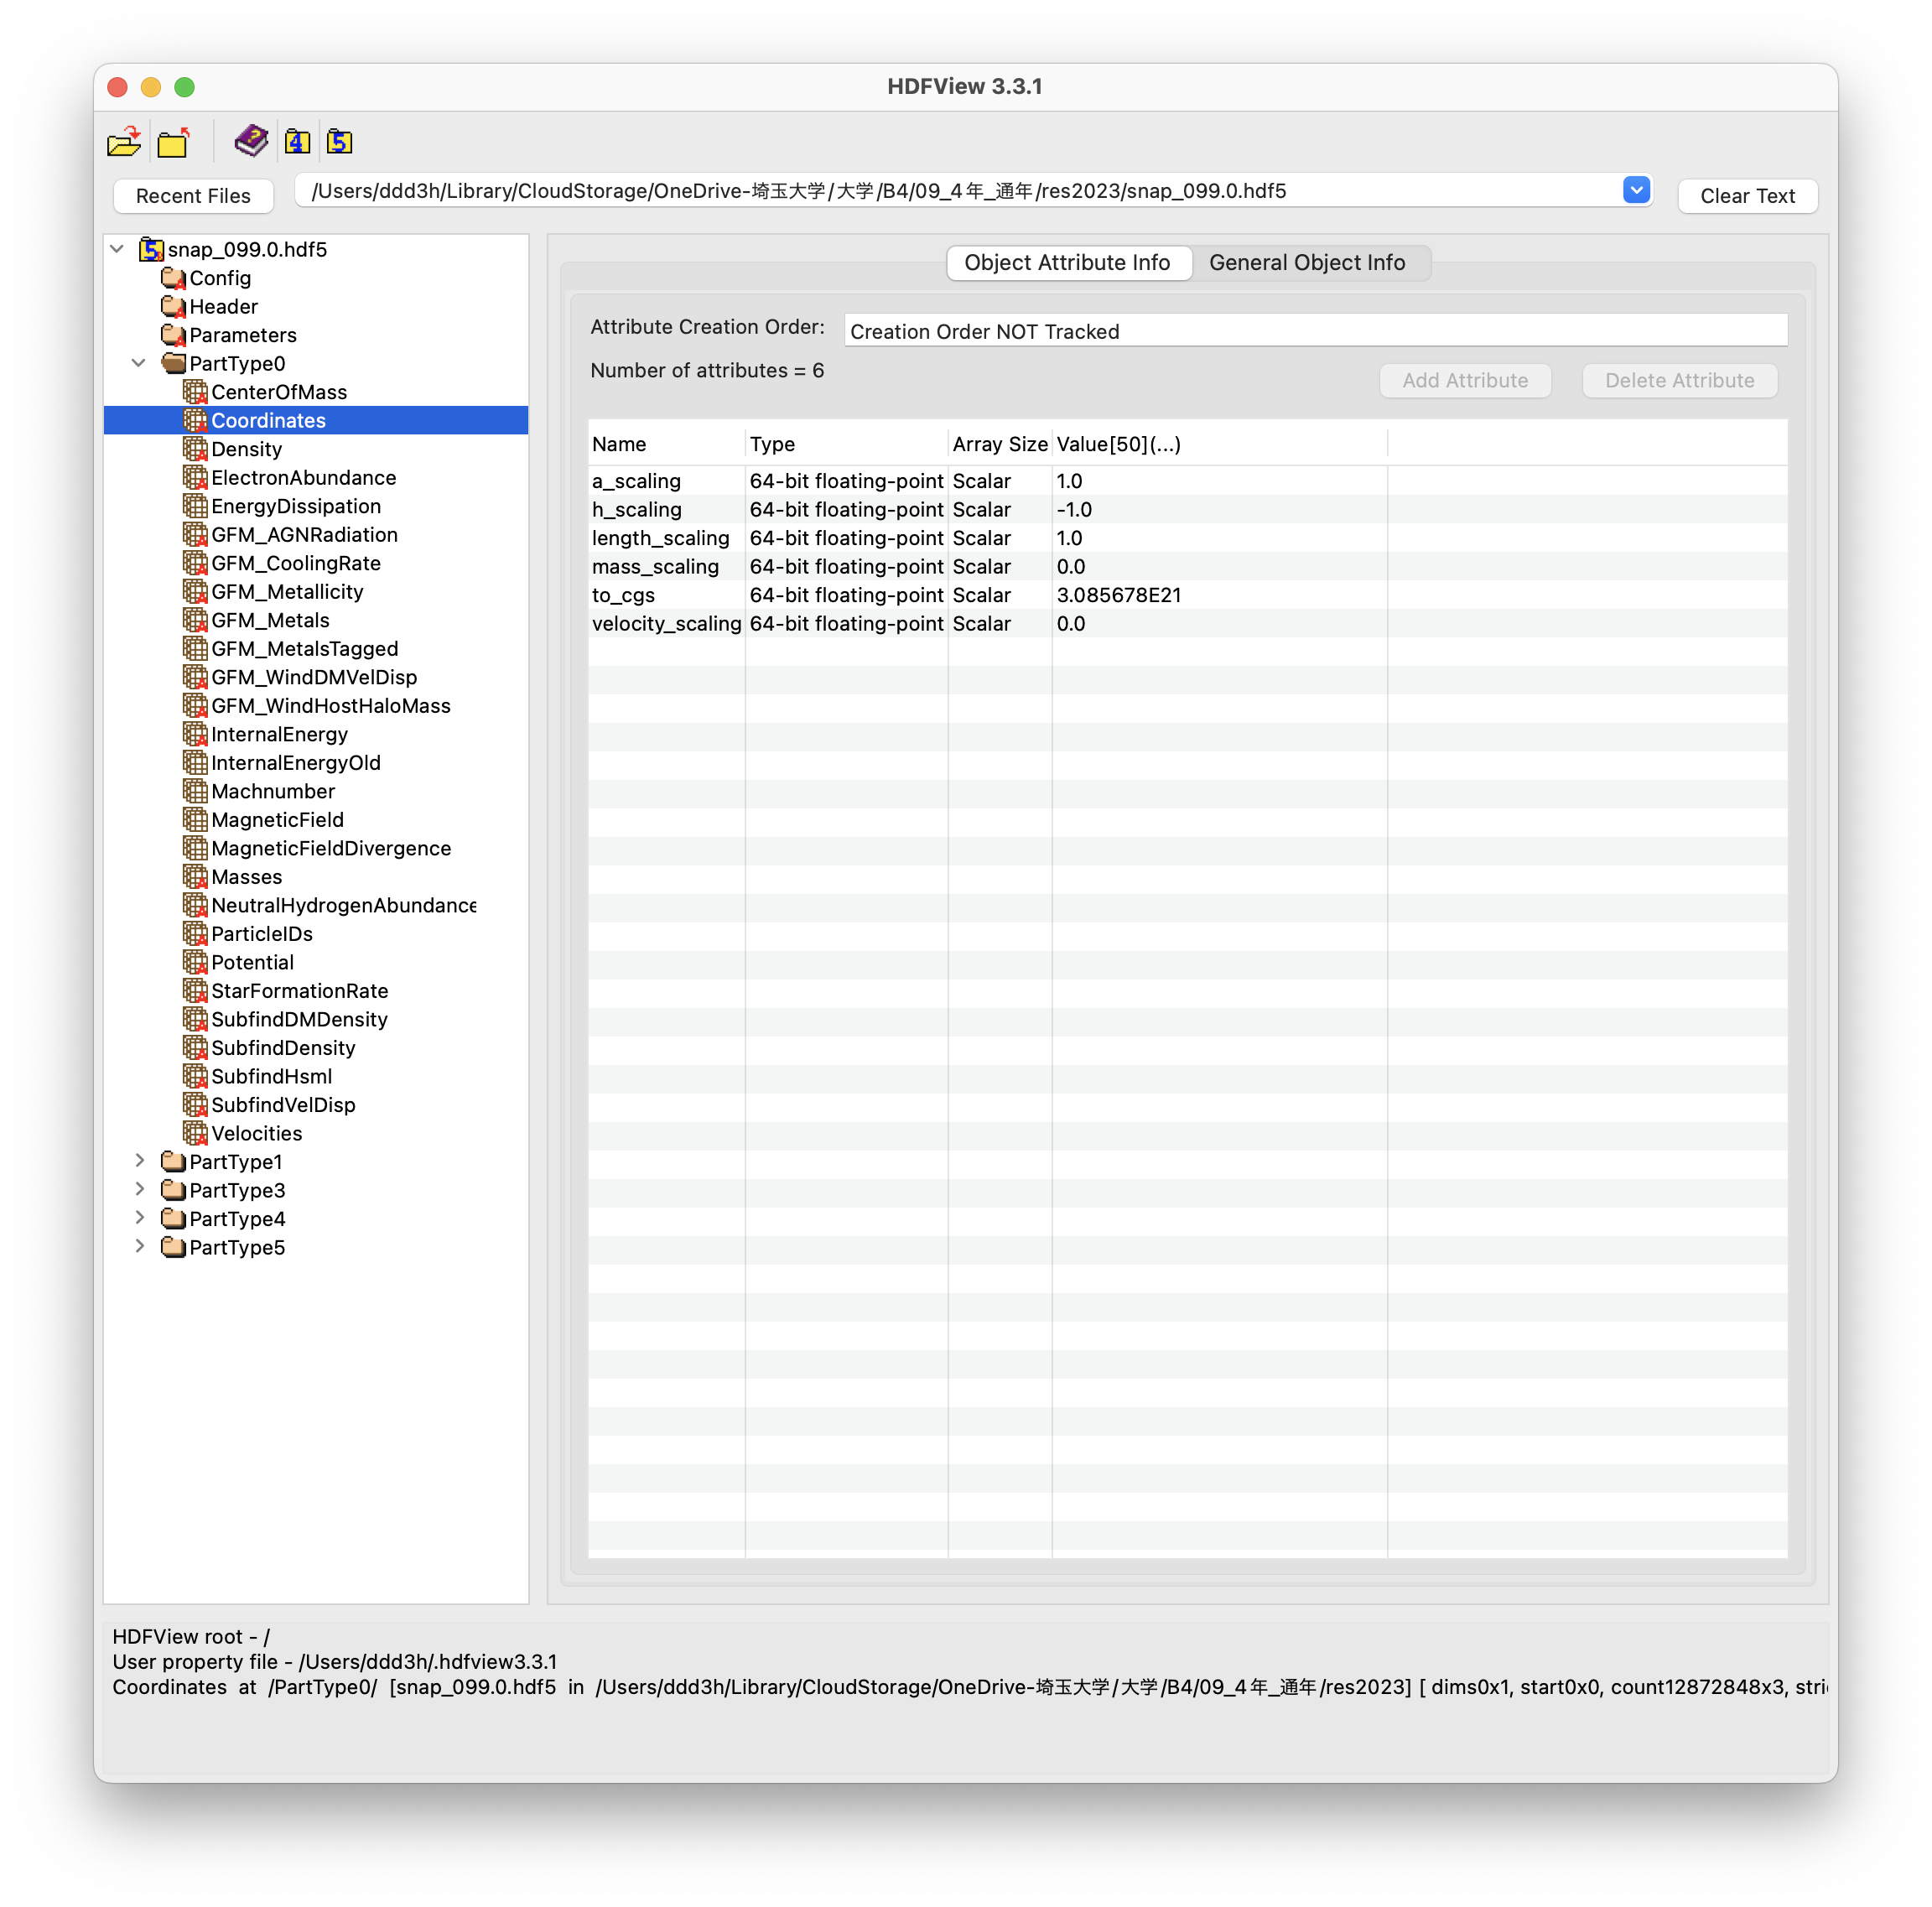 HDFView 3.3.1
Recent Files
/Users/ddd3h/Library/CloudStorage/OneDrive-埼玉大学/大学/B4/09_4年_通年/res2023/snap_099.0.hdf5
Clear Text
snap_099.0.hdf5
Config
Header
Parameters
PartType0
CenterOfMass
Coordinates
Density
ElectronAbundance
EnergyDissipation
GFM_AGNRadiation
GFM_CoolingRate
GFM_Metallicity
GFM_Metals
GFM_MetalsTagged
GFM_WindDMVelDisp
GFM_WindHostHaloMass
InternalEnergy
InternalEnergyOld
Machnumber
MagneticField
MagneticFieldDivergence
Masses
NeutralHydrogenAbundance
ParticleIDs
Potential
StarFormationRate
SubfindDMDensity
SubfindDensity
SubfindHsml
SubfindVelDisp
Velocities
PartType1
PartType3
PartType4
PartType5
Object Attribute Info General Object Info
Attribute Creation Order: Creation Order NOT Tracked
Number of attributes = 6
Add Attribute Delete Attribute
Name Type Array Size Value[50](...)
a_scaling 64-bit floating-point Scalar 1.0
h_scaling 64-bit floating-point Scalar -1.0
length_scaling 64-bit floating-point Scalar 1.0
mass_scaling 64-bit floating-point Scalar 0.0
to_cgs 64-bit floating-point Scalar 3.085678E21
velocity_scaling 64-bit floating-point Scalar 0.0
HDFView root - /
User property file - /Users/ddd3h/.hdfview3.3.1
Coordinates at /PartType0/ [snap_099.0.hdf5 in /Users/ddd3h/Library/CloudStorage/OneDrive-埼玉大学/大学/B4/09_4年_通年/res2023] [ dims0x1, start0x0, count12872848x3,